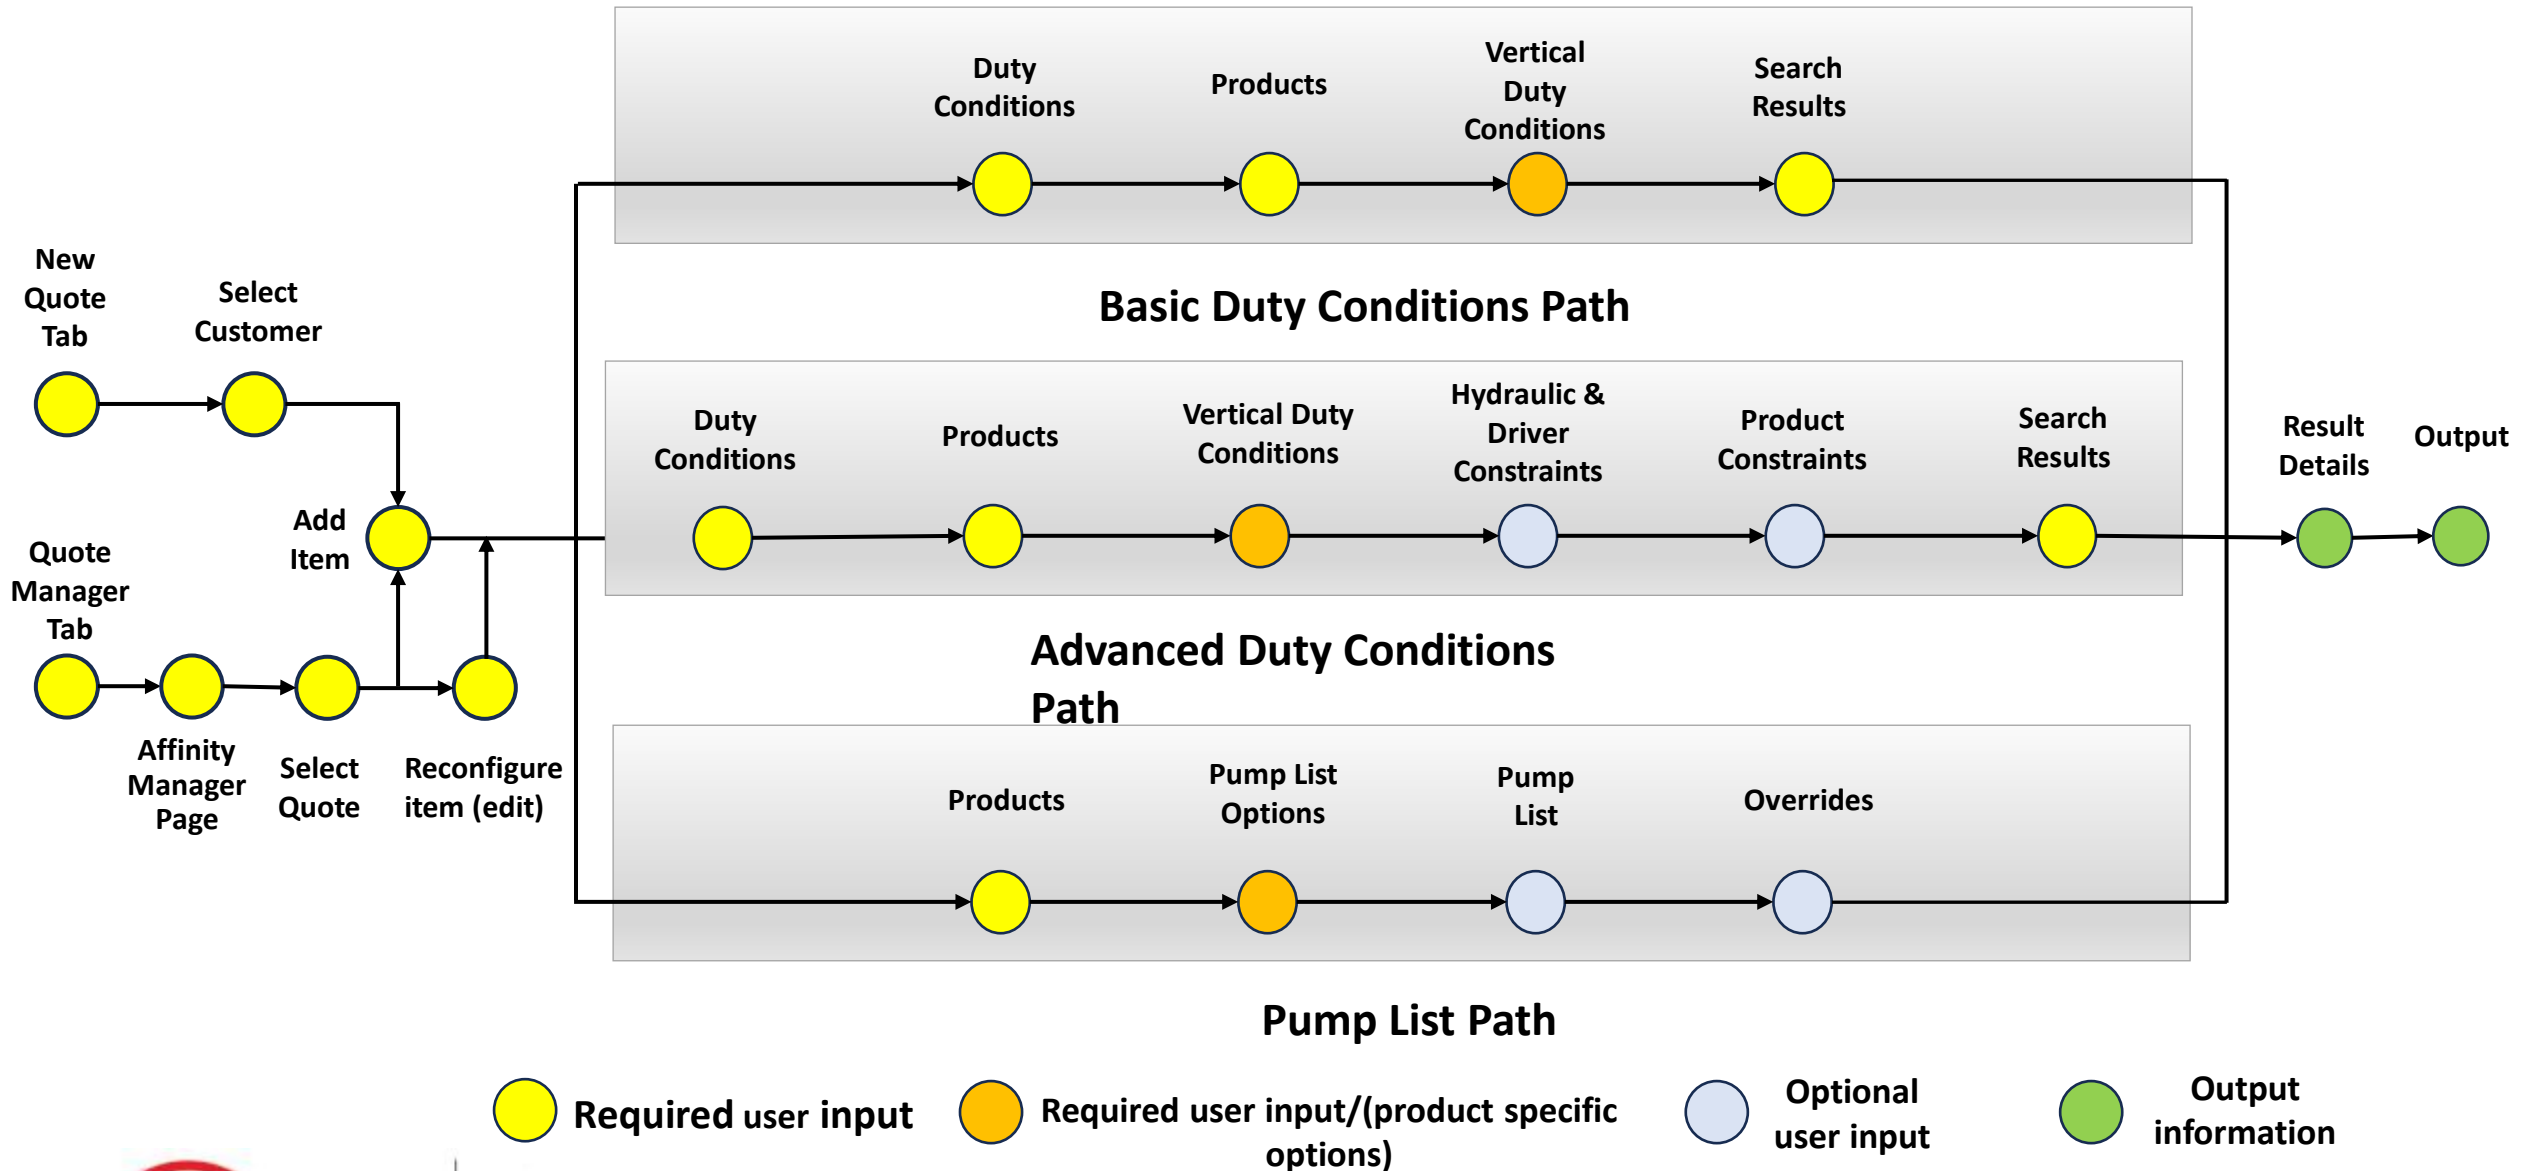 Duty
Conditions
Products
Vertical
Duty
Conditions
Search
Results
Basic Duty Conditions Path
New
Quote
Tab
Select
Customer
Add
Item
Quote
Manager
Tab
Affinity
Manager
Page
Select
Quote
Reconfigure
item (edit)
Duty
Conditions
Products
Vertical Duty
Conditions
Hydraulic &
Driver
Constraints
Product
Constraints
Search
Results
Result
Details
Output
Advanced Duty Conditions
Path
Products
Pump List
Options
Pump
List
Overrides
Pump List Path
Required user input
Required user input/(product specific
options)
Optional
user input
Output
information